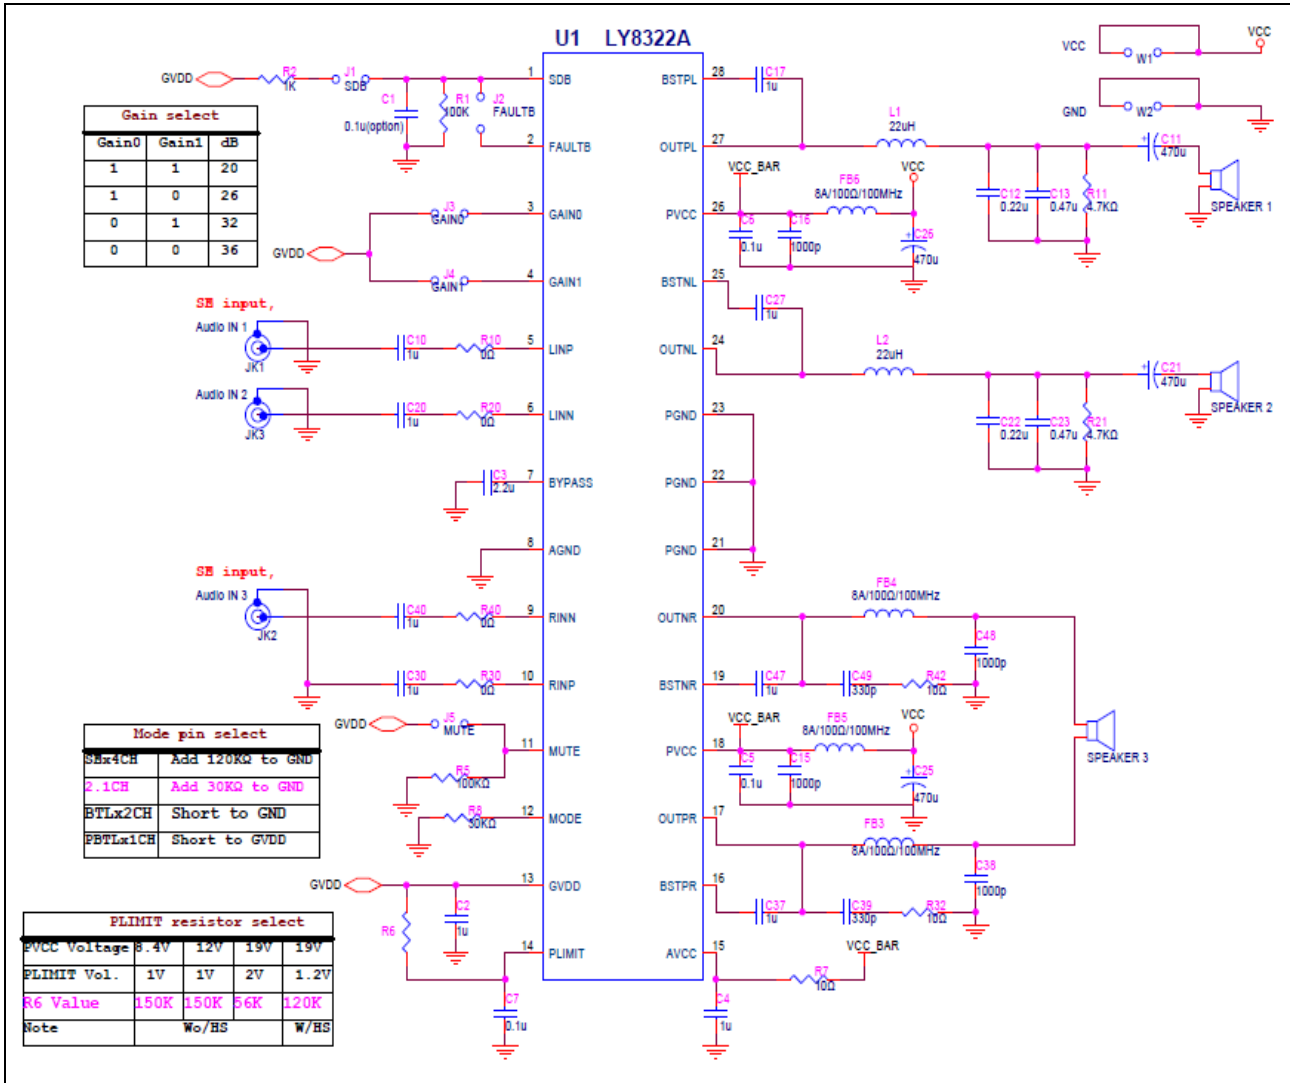 U1 LY8322A
GVDD
R2
1K
J1
SDB
C1
0.1u(option)
R1
100K
J2
FAULTB
1
SDB
2
FAULTB
Gain select
Gain0 Gain1 dB
1 1 20
1 0 26
0 1 32
0 0 36
GVDD
J3
GAIN0
3
GAIN0
J4
GAIN1
4
GAIN1
SE input,
Audio IN 1
JK1
C10
1u
R10
0Ω
5
LINP
Audio IN 2
JK3
C20
1u
R20
0Ω
6
LINN
C3
2.2u
7
BYPASS
8
AGND
SE input,
Audio IN 3
JK2
C40
1u
R40
0Ω
9
RINN
C30
1u
R30
0Ω
10
RINP
GVDD
J5
MUTE
11
MUTE
R5
100KΩ
R8
30KΩ
12
MODE
Mode pin select
SEx4CH Add 120KΩ to GND
2.1CH Add 30KΩ to GND
BTLx2CH Short to GND
PBTLx1CH Short to GVDD
GVDD
13
GVDD
R6
C2
1u
14
PLIMIT
C7
0.1u
PLIMIT resistor select
PVCC Voltage 8.4V 12V 19V 19V
PLIMIT Vol. 1V 1V 2V 1.2V
R6 Value 150K 150K 56K 120K
Note Wo/HS W/HS
28
BSTPL
C17
1u
27
OUTPL
L1
22uH
C12
0.22u
C13
0.47u
R11
4.7KΩ
C11
470u
SPEAKER 1
VCC
W1
VCC
GND
W2
VCC_BAR
26
PVCC
C6
0.1u
C16
1000p
FB6
8A/100Ω/100MHz
VCC
C26
470u
25
BSTNL
C27
1u
24
OUTNL
L2
22uH
C22
0.22u
C23
0.47u
R21
4.7KΩ
C21
470u
SPEAKER 2
23
PGND
22
PGND
21
PGND
20
OUTNR
FB4
8A/100Ω/100MHz
C48
1000p
19
BSTNR
C47
1u
C49
330p
R42
10Ω
VCC_BAR
18
PVCC
C5
0.1u
C15
1000p
FB5
8A/100Ω/100MHz
VCC
C25
470u
SPEAKER 3
17
OUTPR
FB3
8A/100Ω/100MHz
C38
1000p
16
BSTPR
C37
1u
C39
330p
R32
10Ω
15
AVCC
VCC_BAR
R7
10Ω
C4
1u